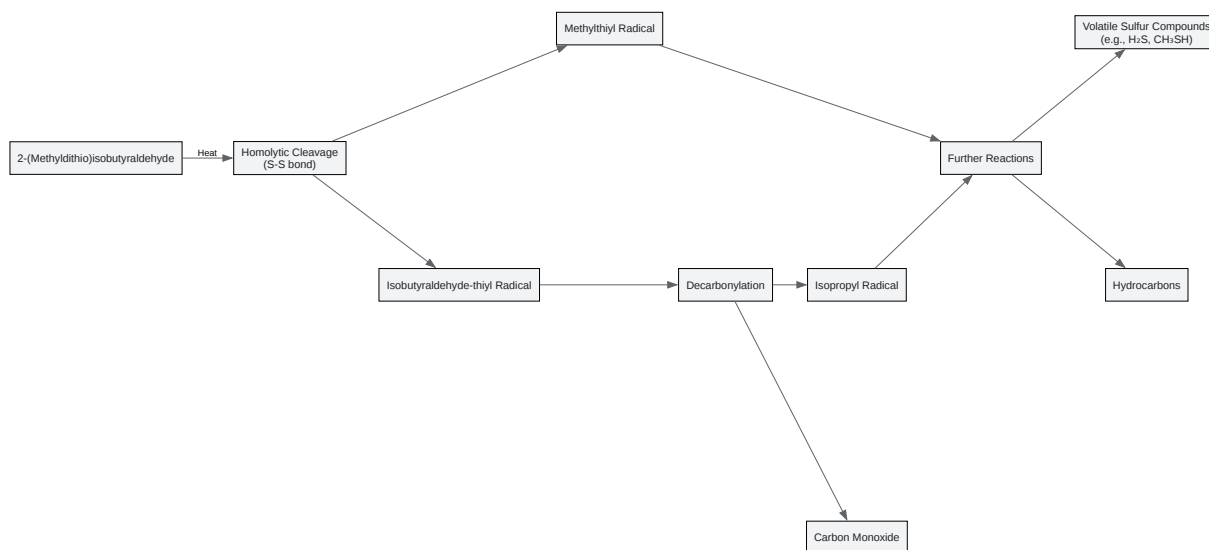 Methylthiyl Radical
Volatile Sulfur Compounds
(e.g., H₂S, CH₃SH)
2-(Methyldithio)isobutyraldehyde
Heat
Homolytic Cleavage
(S-S bond)
Further Reactions
Isobutyraldehyde-thiyl Radical
Decarbonylation
Isopropyl Radical
Hydrocarbons
Carbon Monoxide